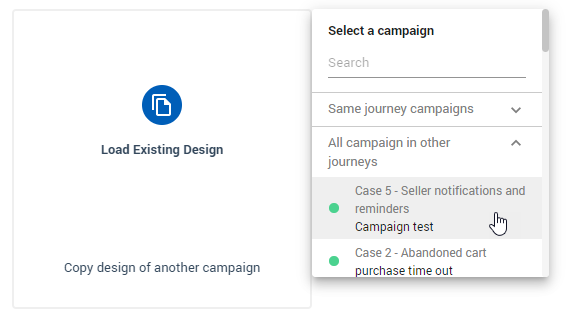 Load Existing Design
Copy design of another campaign
Select a campaign
Search
Same journey campaigns
All campaign in other
journeys
Case 5 - Seller notifications and
reminders
Campaign test
Case 2 - Abandoned cart
purchase time out